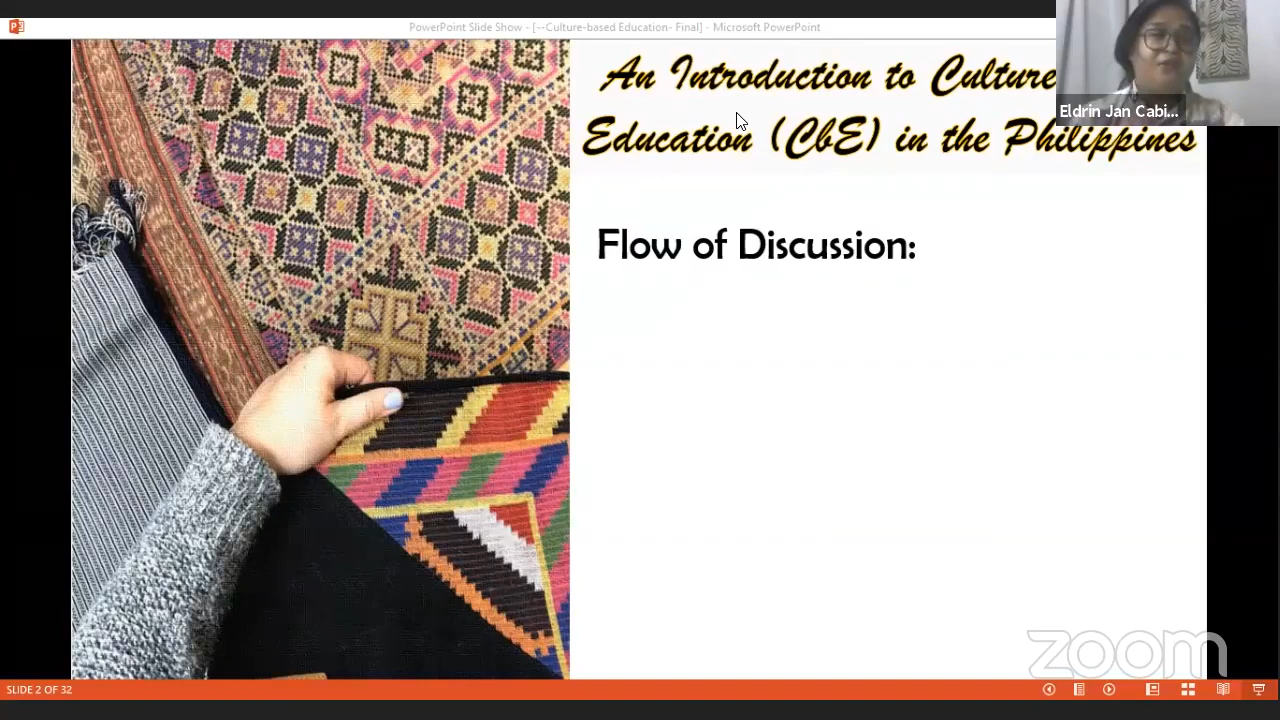 PowerPoint Slide Show - [--Culture-based Education- Final] - Microsoft PowerPoint
An Introduction to Culture
Education (CbE) in the Philippines
Eldrin Jan Cabi...
Flow of Discussion:
zoom
SLIDE 2 OF 32